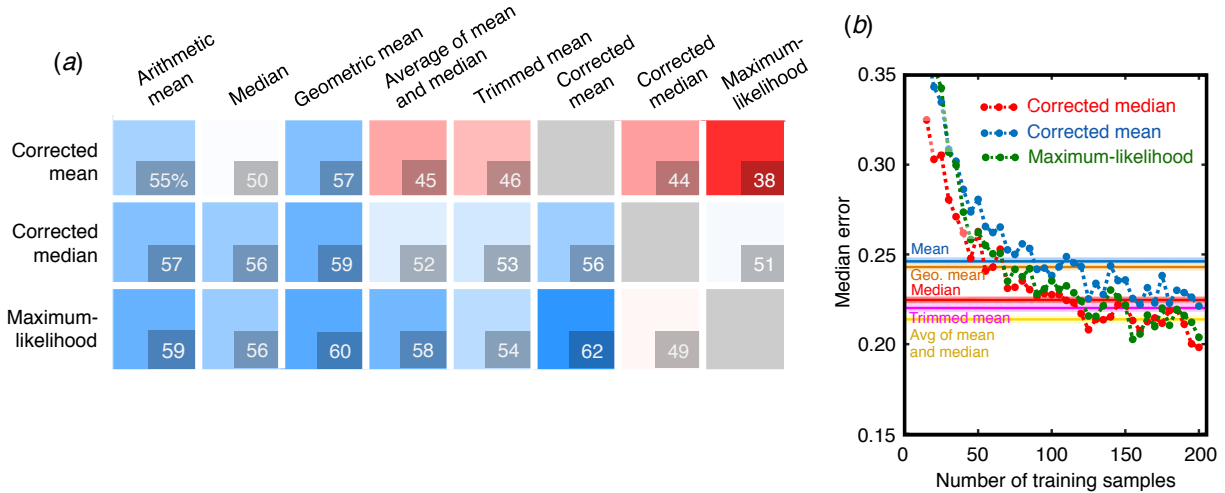 (a)
Arithmetic
mean
Median
Geometric mean
Average of mean
and median
Trimmed mean
Corrected
mean
Corrected
median
Maximum-
likelihood
Corrected
mean
55%
50
57
45
46
44
38
Corrected
median
57
56
59
52
53
56
51
Maximum-
likelihood
59
56
60
58
54
62
49
(b)
Median error
0.35
0.30
0.25
0.20
0.15
Corrected median
Corrected mean
Maximum-likelihood
Mean
Geo. mean
Median
Trimmed mean
Avg of mean
and median
0
50
100
150
200
Number of training samples